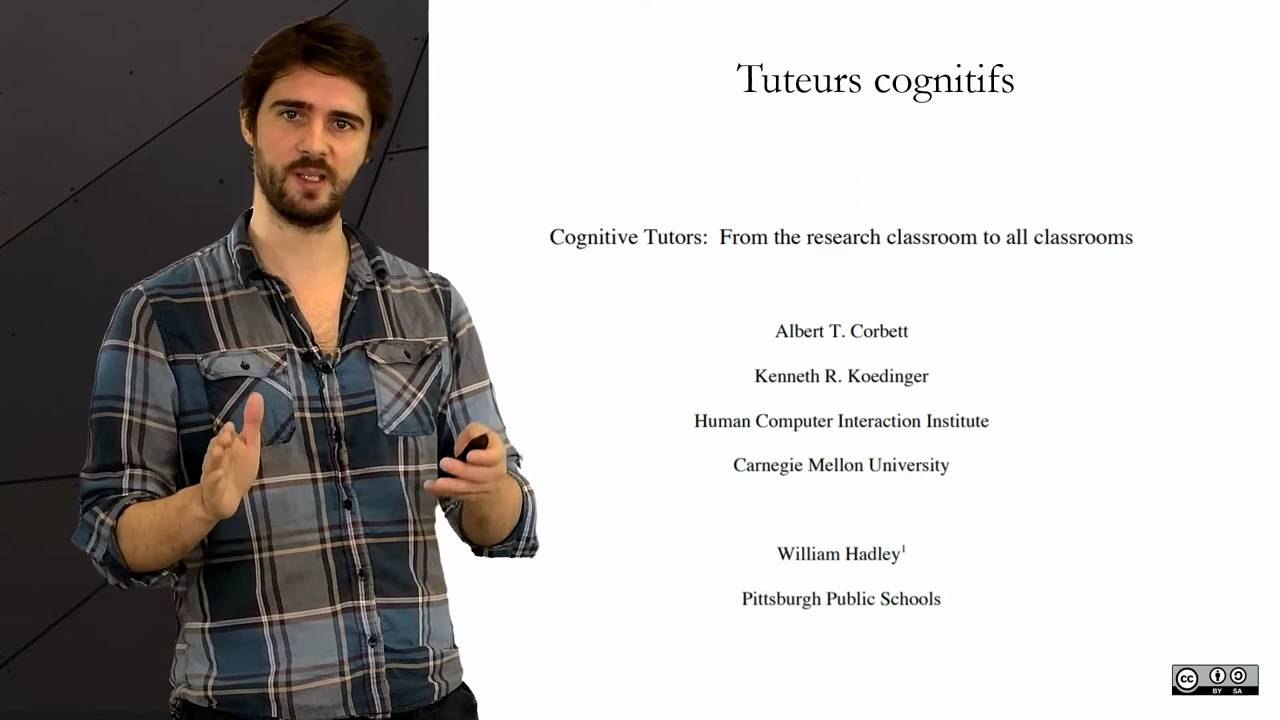 Tuteurs cognitifs
Cognitive Tutors: From the research classroom to all classrooms
Albert T. Corbett
Kenneth R. Koedinger
Human Computer Interaction Institute
Carnegie Mellon University
William Hadley¹
Pittsburgh Public Schools
cc
BY SA